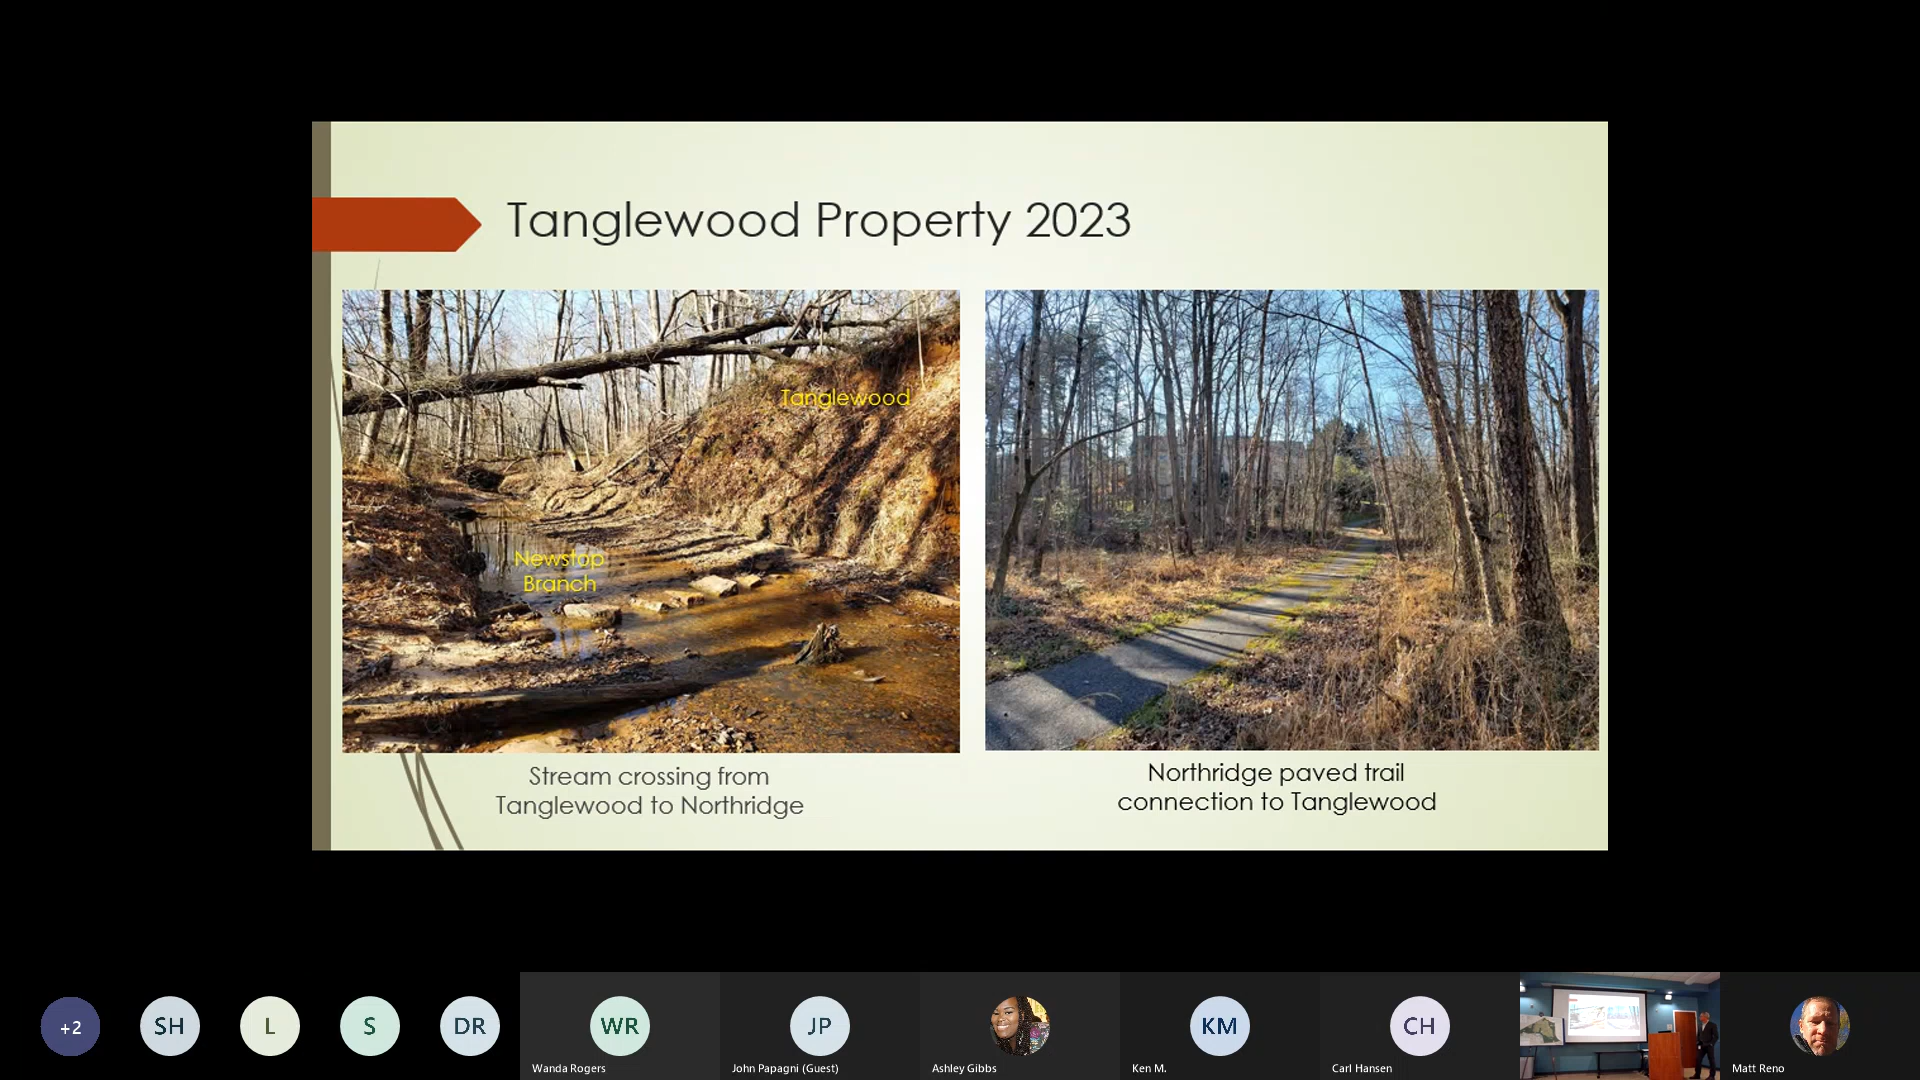 Tanglewood Property 2023
Tanglewood
Newstop
Branch
Stream crossing from
Tanglewood to Northridge
Northridge paved trail
connection to Tanglewood
+2
SH
L
S
DR
WR
Wanda Rogers
JP
John Papagni (Guest)
Ashley Gibbs
KM
Ken M.
CH
Carl Hansen
Matt Reno